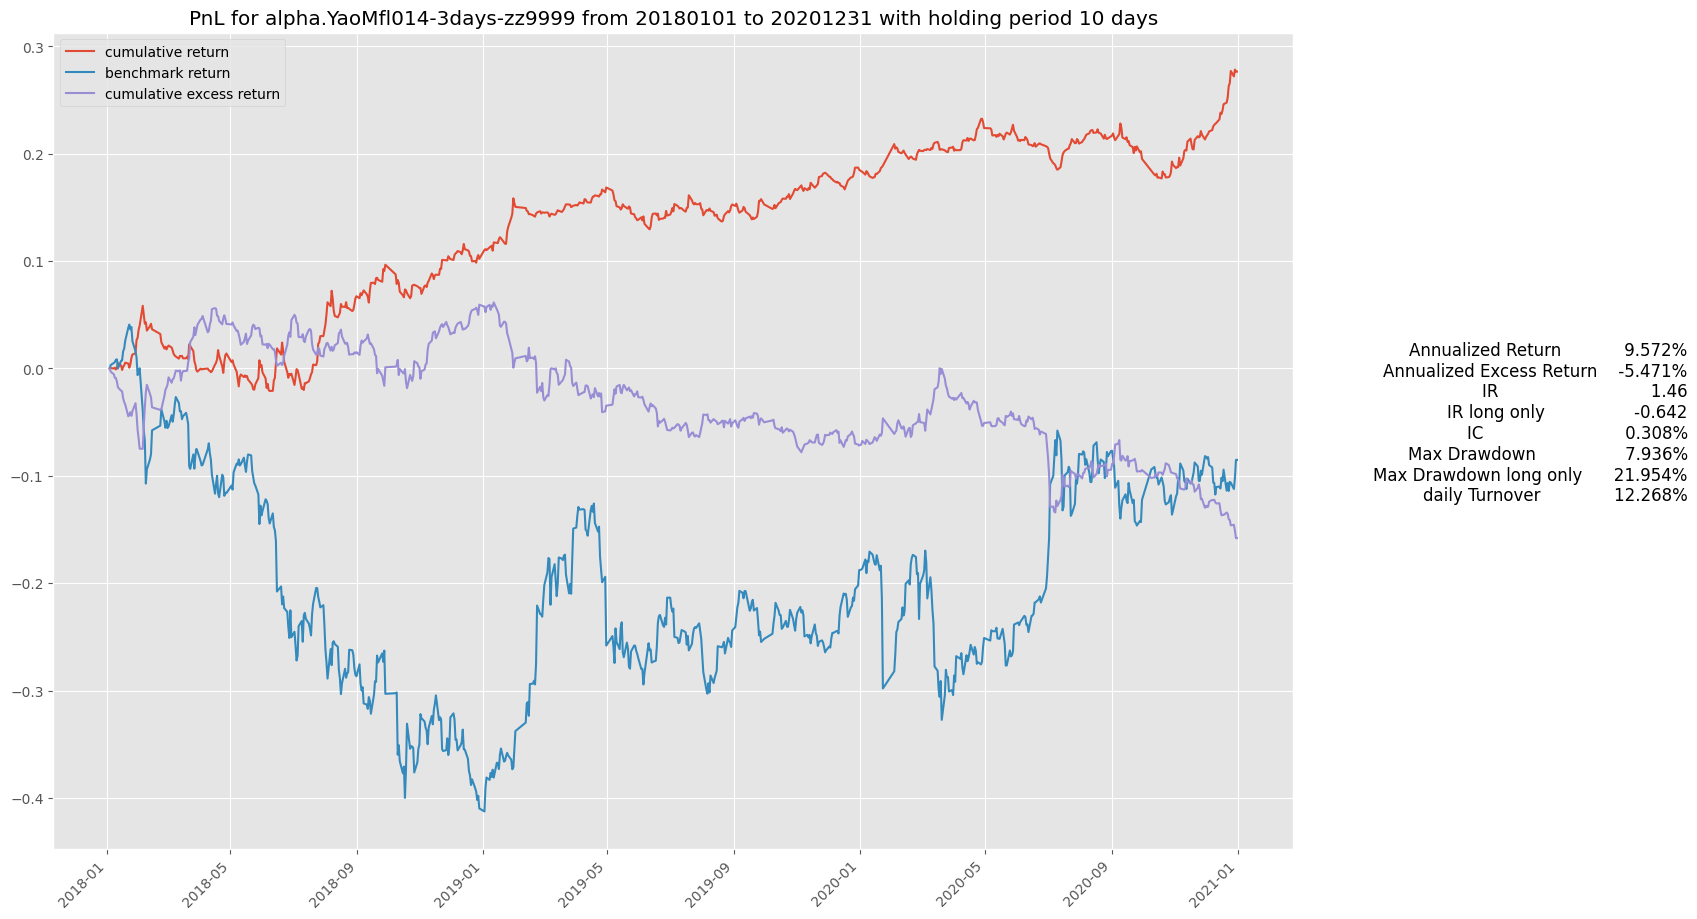 PnL for alpha.YaoMfl014-3days-zz9999 from 20180101 to 20201231 with holding period 10 days
cumulative return
benchmark return
cumulative excess return
0.3
0.2
0.1
0.0
−0.1
−0.2
−0.3
−0.4
2018-01
2018-05
2018-09
2019-01
2019-05
2019-09
2020-01
2020-05
2020-09
2021-01
Annualized Return 9.572%
Annualized Excess Return -5.471%
IR 1.46
IR long only -0.642
IC 0.308%
Max Drawdown 7.936%
Max Drawdown long only 21.954%
daily Turnover 12.268%